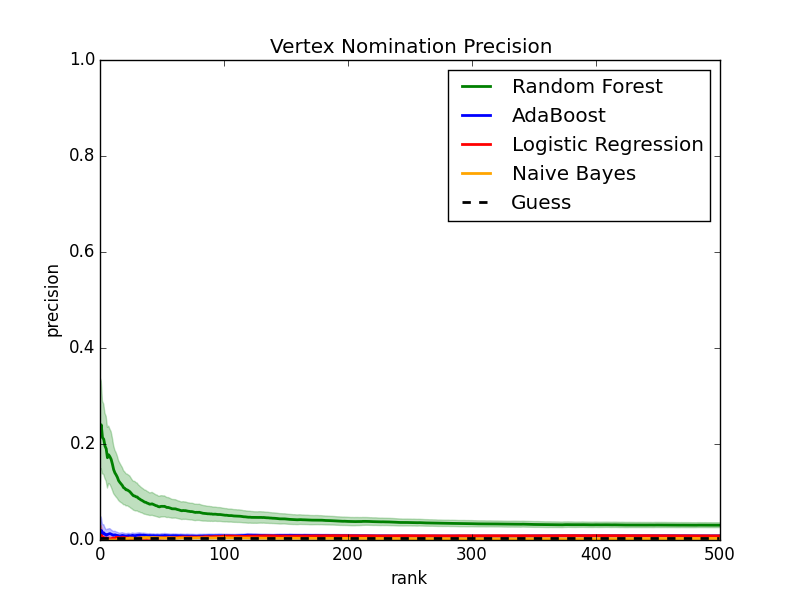 Vertex Nomination Precision
1.0
0.8
0.6
0.4
0.2
0.0
precision
Random Forest
AdaBoost
Logistic Regression
Naive Bayes
Guess
0
100
200
300
400
500
rank